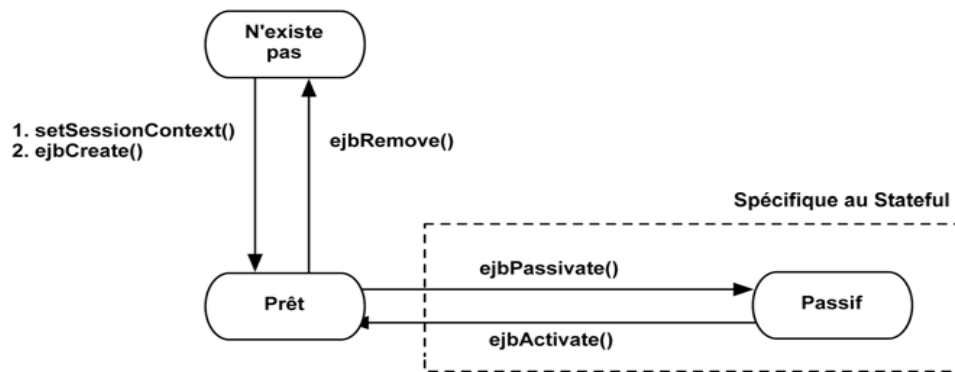 N'existe
pas
1. setSessionContext()
2. ejbCreate()
ejbRemove()
Spécifique au Stateful
ejbPassivate()
Prêt
Passif
ejbActivate()